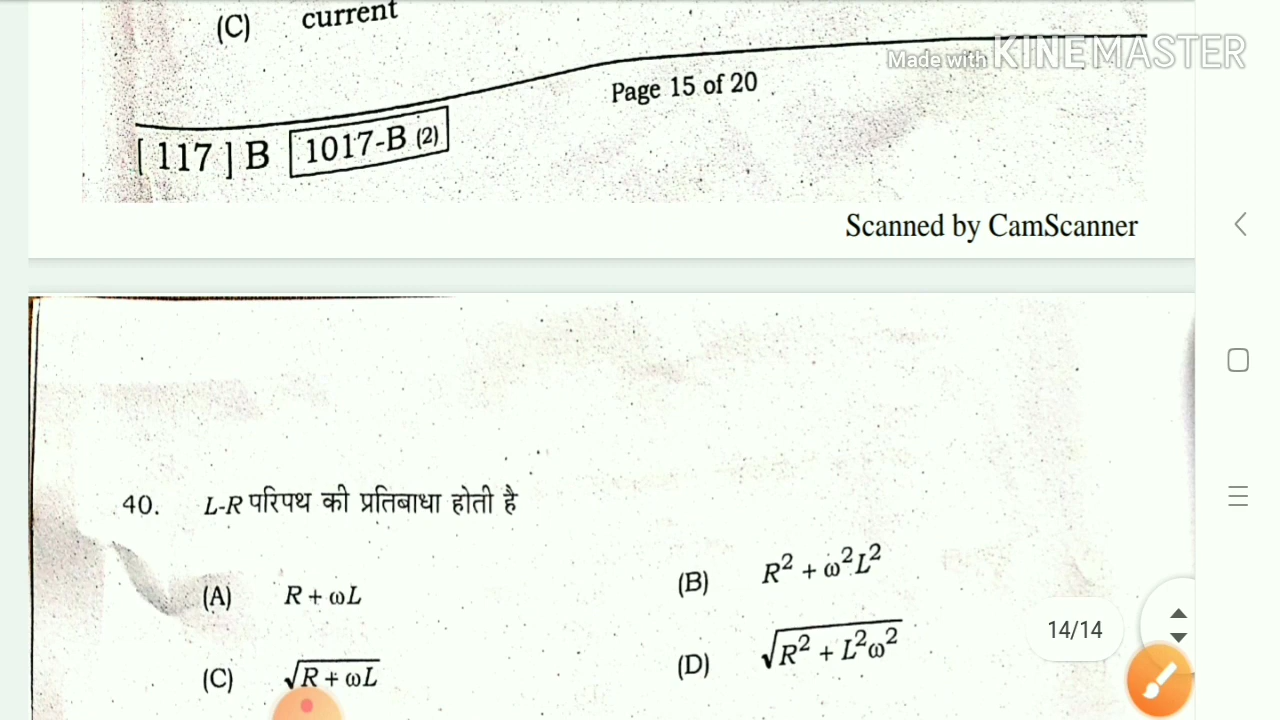 (C) current
Made with KINEMASTER
Page 15 of 20
[ 117 ] B 1017-B (2)
Scanned by CamScanner
40. L-R परिपथ की प्रतिबाधा होती है
(A) R + ωL
(B) R² + ω²L²
(C) √R + ωL
(D) √R² + L²ω²
14/14